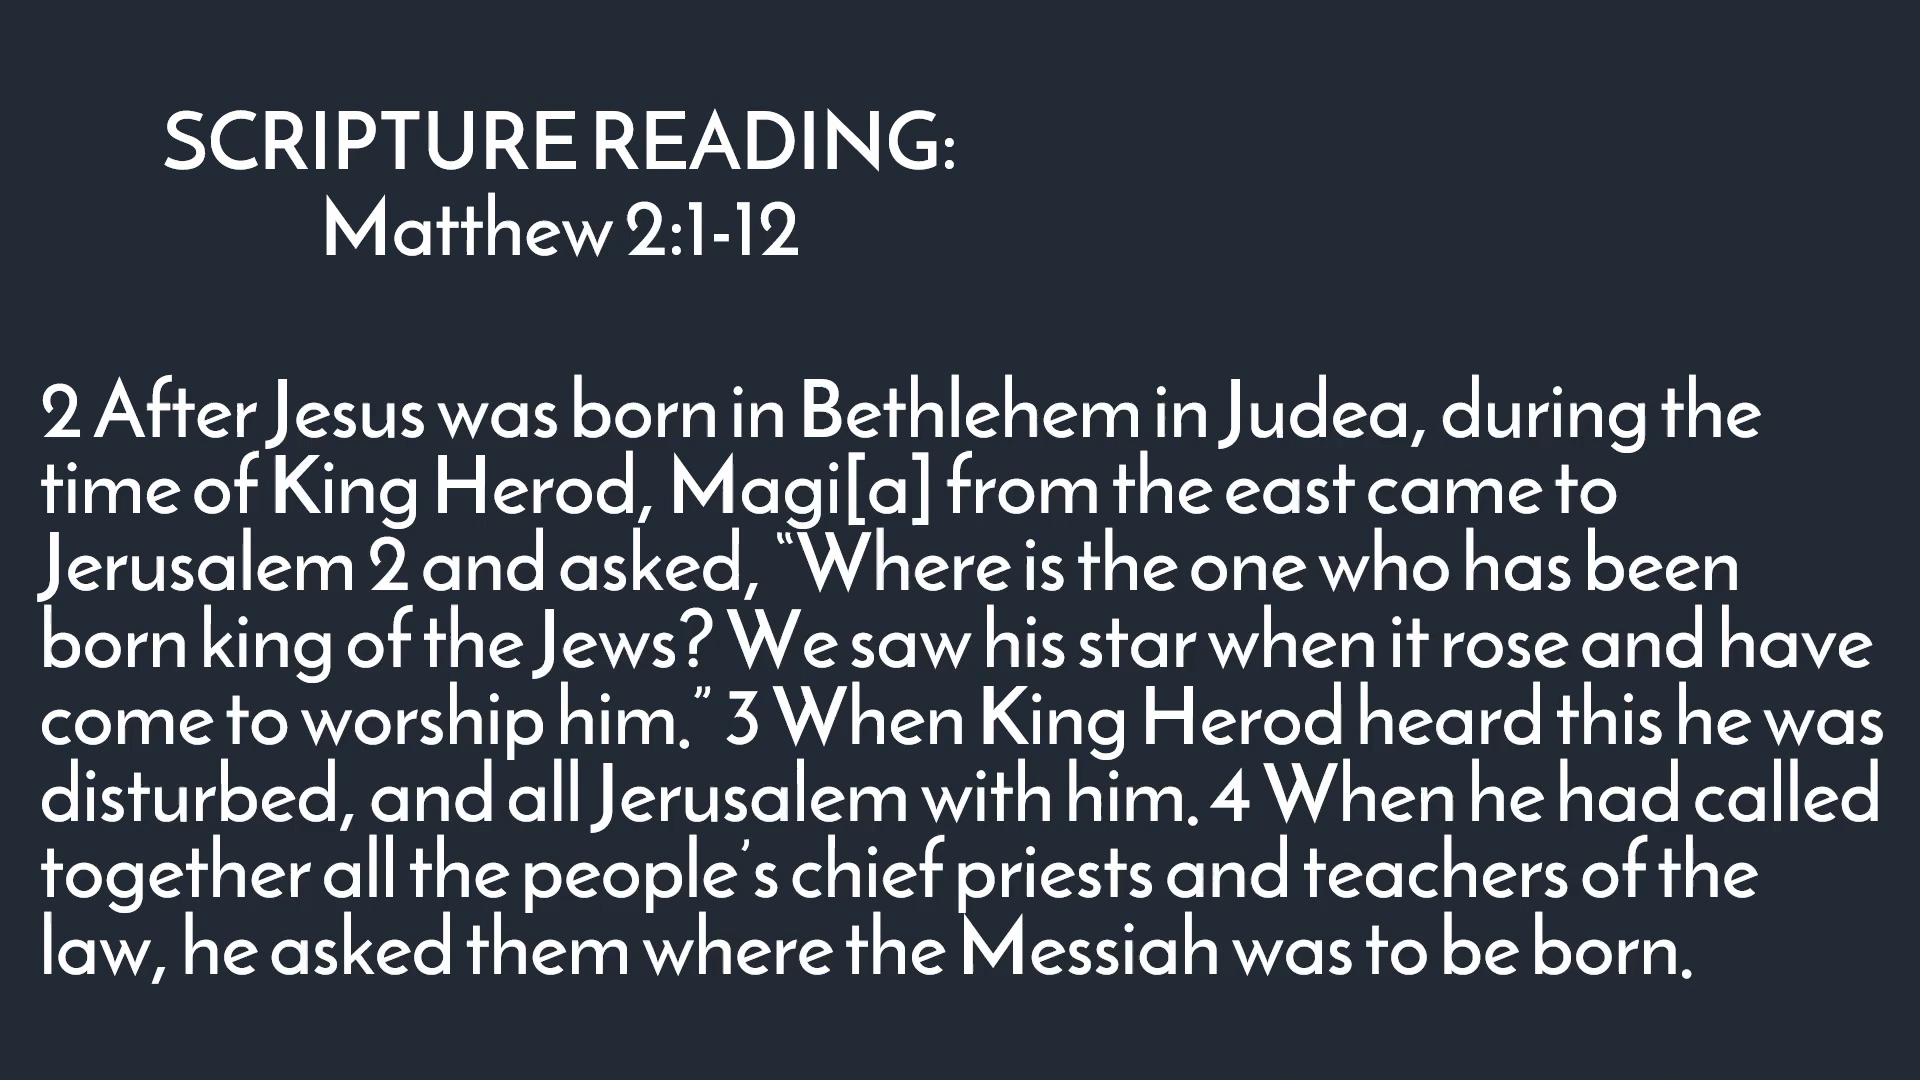 SCRIPTURE READING:
Matthew 2:1-12
2 After Jesus was born in Bethlehem in Judea, during the
time of King Herod, Magi[a] from the east came to
Jerusalem 2 and asked, “Where is the one who has been
born king of the Jews? We saw his star when it rose and have
come to worship him.” 3 When King Herod heard this he was
disturbed, and all Jerusalem with him. 4 When he had called
together all the people’s chief priests and teachers of the
law, he asked them where the Messiah was to be born.